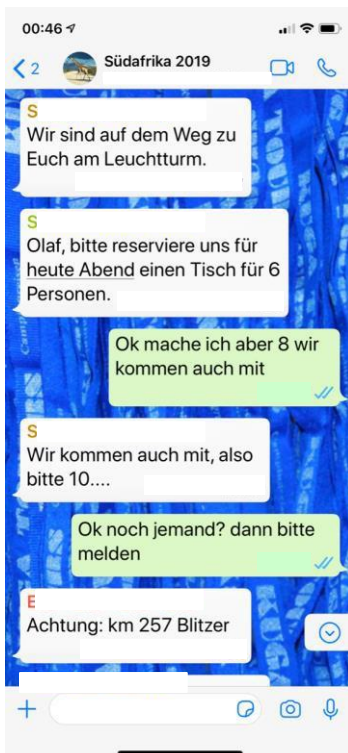 00:46
2
Südafrika 2019
S
Wir sind auf dem Weg zu
Euch am Leuchtturm.
S
Olaf, bitte reserviere uns für
heute Abend einen Tisch für 6
Personen.
Ok mache ich aber 8 wir
kommen auch mit
S
Wir kommen auch mit, also
bitte 10....
Ok noch jemand? dann bitte
melden
E
Achtung: km 257 Blitzer